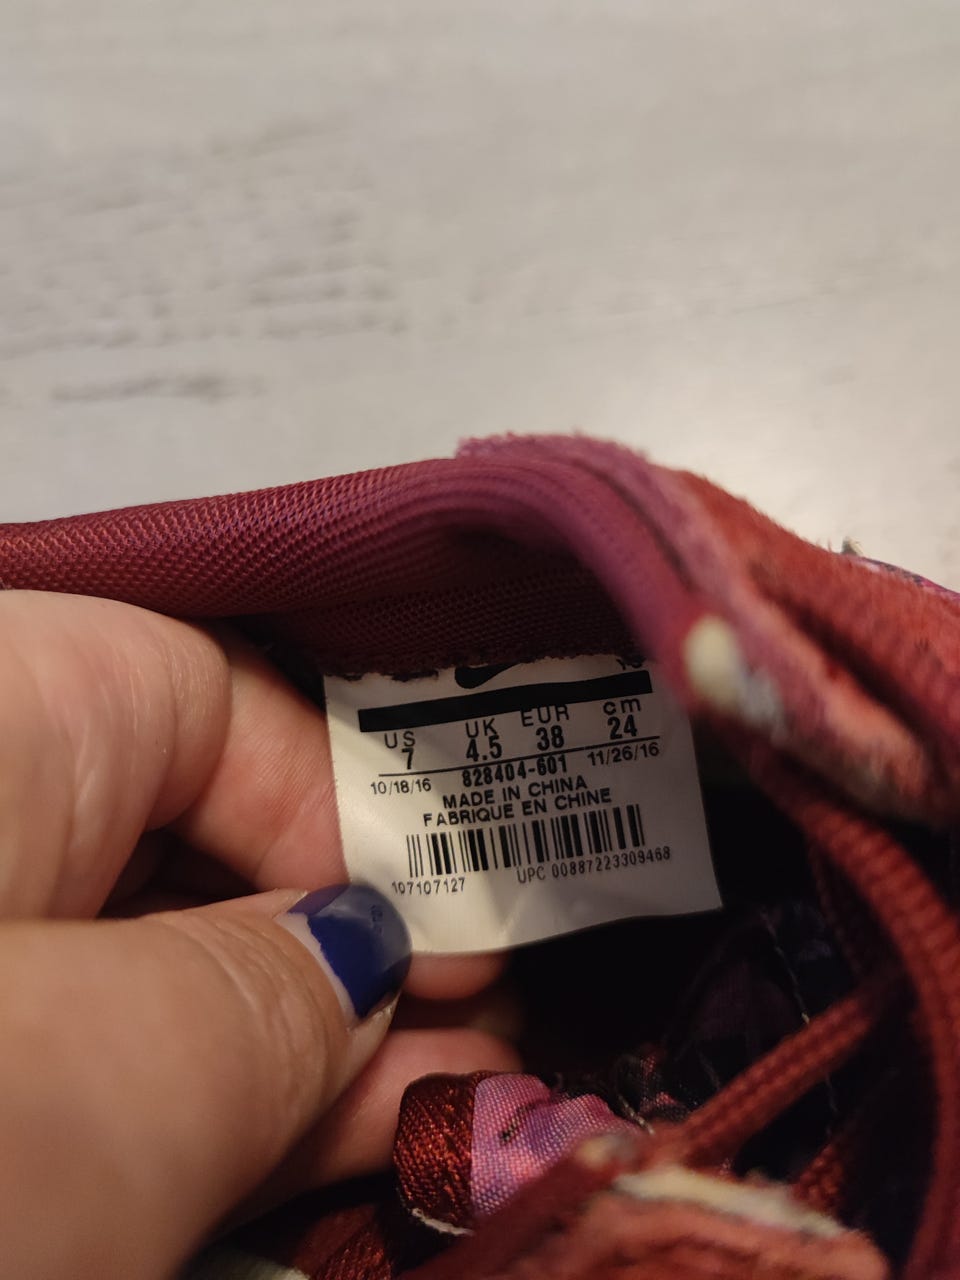 US UK EUR cm
7 4.5 38 24
10/18/16 828404-601 11/26/16
MADE IN CHINA
FABRIQUE EN CHINE
107107127 UPC 00887223309468